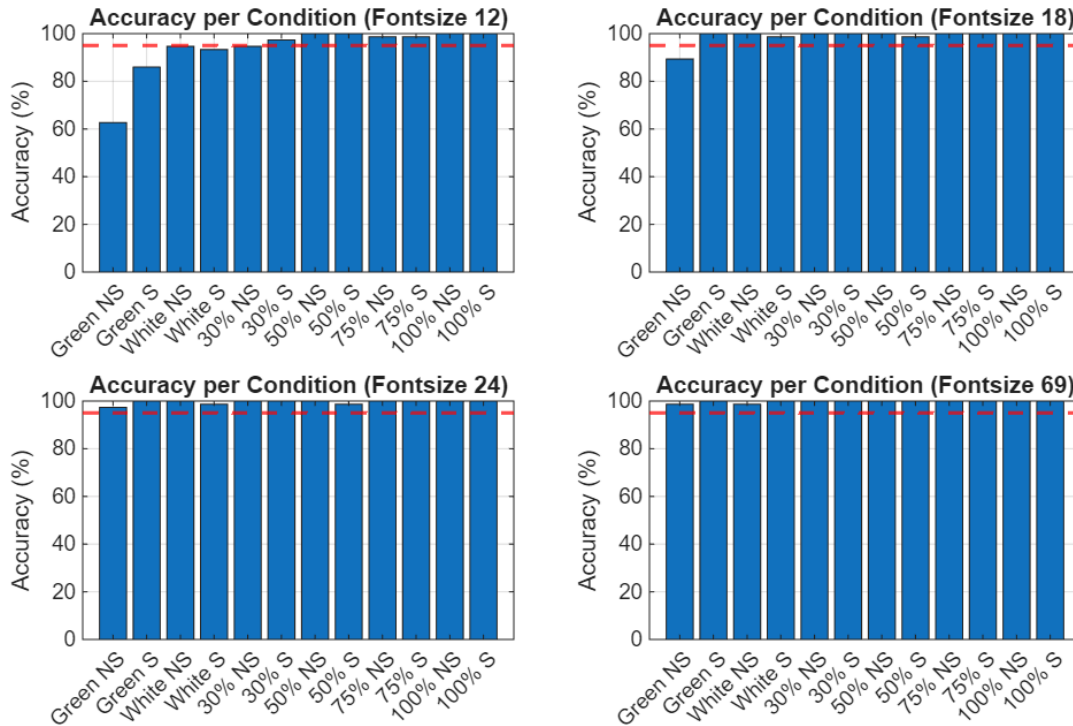 Accuracy per Condition (Fontsize 12)
Accuracy (%)
100
80
60
40
20
0
Green NS
Green S
White NS
White S
30% NS
30% S
50% NS
50% S
75% NS
75% S
100% NS
100% S
Accuracy per Condition (Fontsize 18)
Accuracy (%)
100
80
60
40
20
0
Green NS
Green S
White NS
White S
30% NS
30% S
50% NS
50% S
75% NS
75% S
100% NS
100% S
Accuracy per Condition (Fontsize 24)
Accuracy (%)
100
80
60
40
20
0
Green NS
Green S
White NS
White S
30% NS
30% S
50% NS
50% S
75% NS
75% S
100% NS
100% S
Accuracy per Condition (Fontsize 69)
Accuracy (%)
100
80
60
40
20
0
Green NS
Green S
White NS
White S
30% NS
30% S
50% NS
50% S
75% NS
75% S
100% NS
100% S